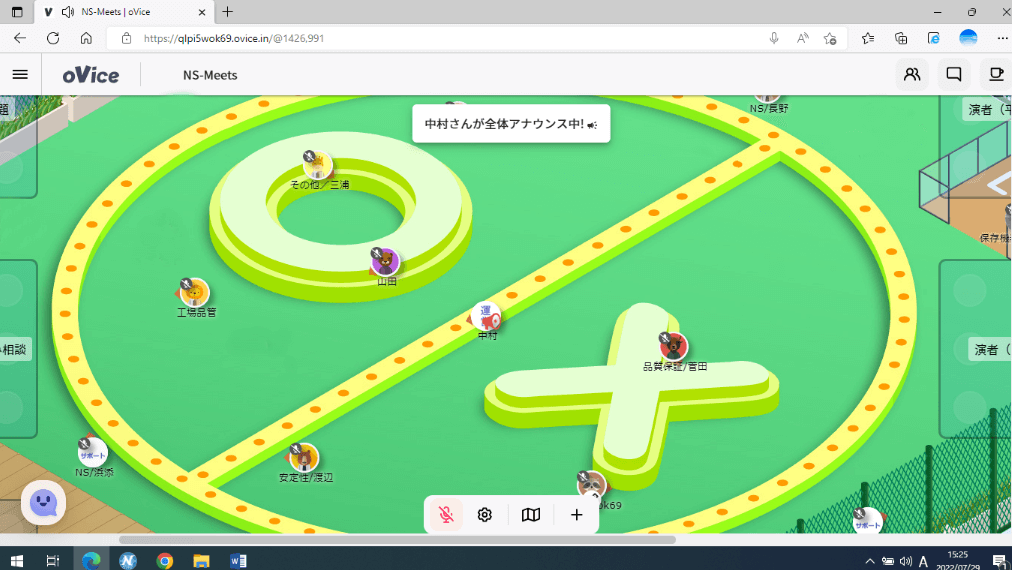 NS-Meets | oVice
https://qlpi5wok69.ovice.in/@1426,991
oVice
NS-Meets
題
NS/長野
演者（平
中村さんが全体アナウンス中!
その他／三浦
山田
工場品管
保存機
運
中村
相談
品質保証/菅田
演者（
サポート
NS/浜添
安定性/渡辺
ok69
サポート
A
15:25
2022/07/29